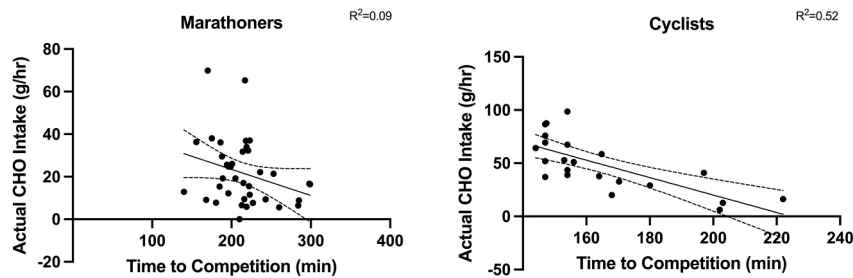 Marathoners
R²=0.09
Actual CHO Intake (g/hr)
80
60
40
20
0
-20
100
200
300
400
Time to Competition (min)
Cyclists
R²=0.52
Actual CHO Intake (g/hr)
150
100
50
0
-50
160
180
200
220
240
Time to Competition (min)